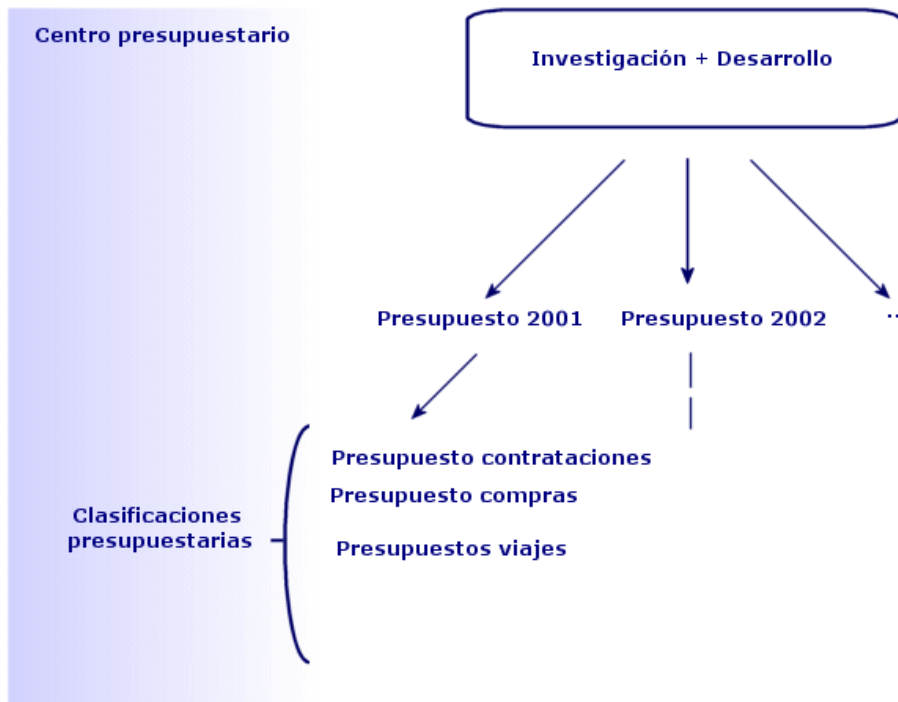 Centro presupuestario
Investigación + Desarrollo
Presupuesto 2001
Presupuesto 2002
..
Presupuesto contrataciones
Presupuesto compras
Clasificaciones
presupuestarias
Presupuestos viajes